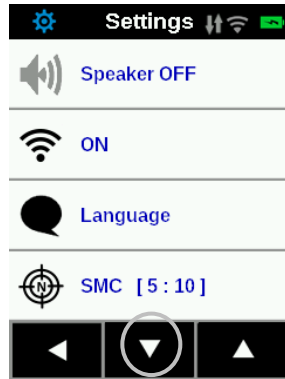 Settings
Speaker OFF
ON
Language
N
SMC [ 5 : 10 ]